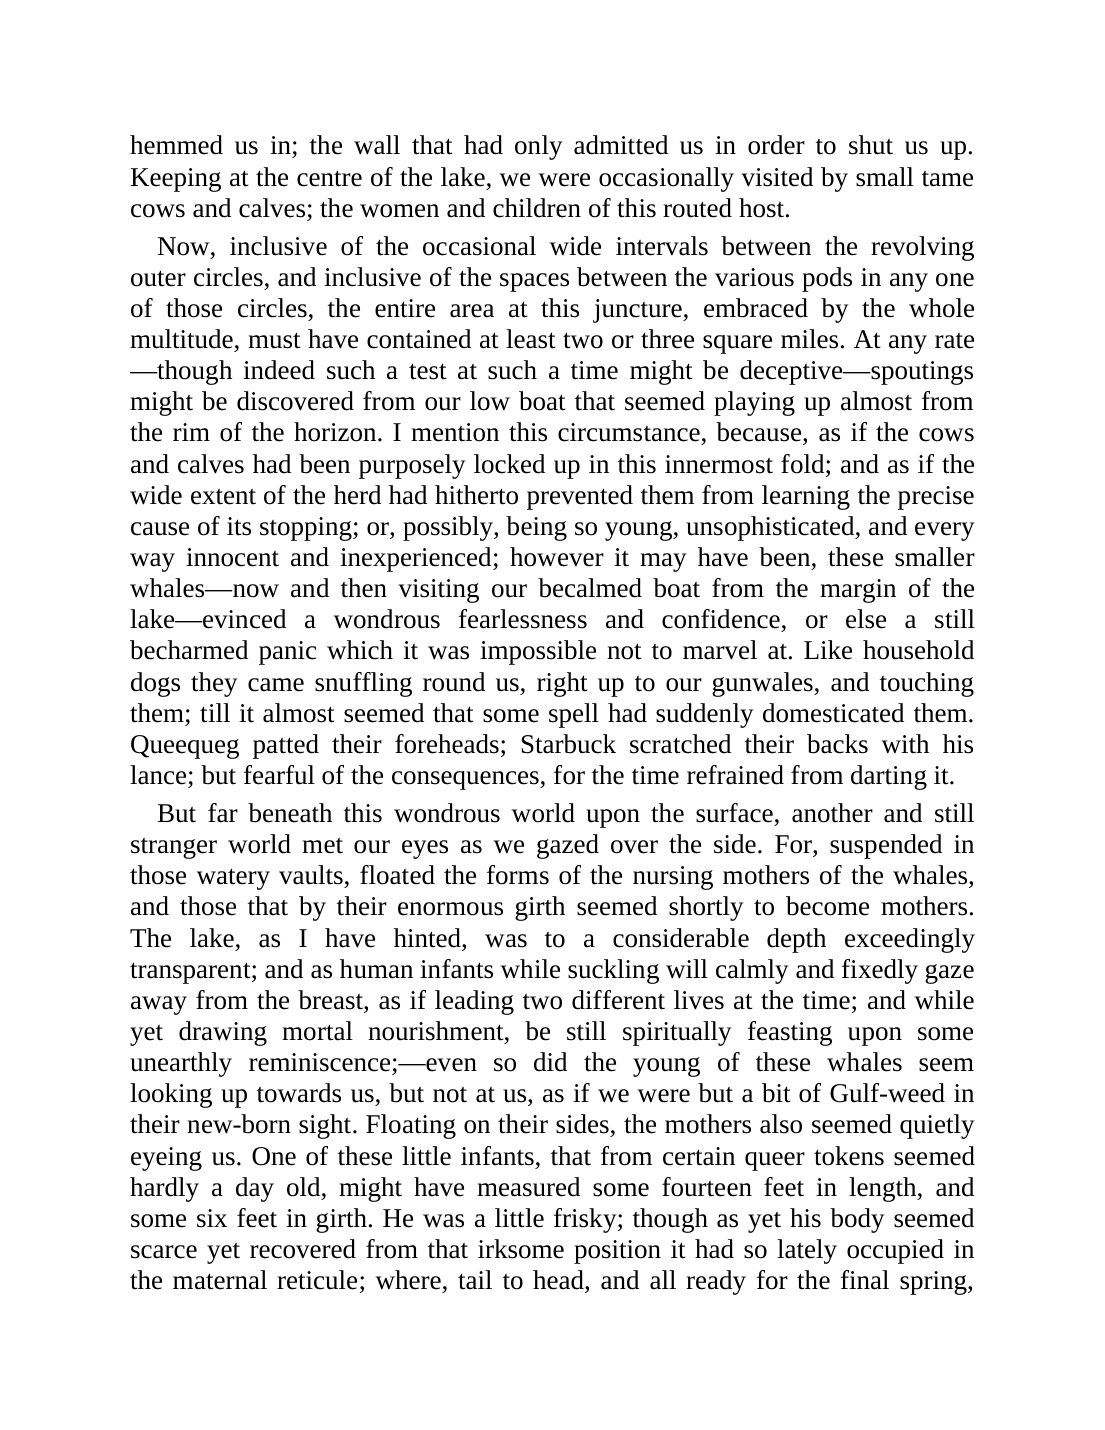 hemmed us in; the wall that had only admitted us in order to shut us up.
Keeping at the centre of the lake, we were occasionally visited by small tame
cows and calves; the women and children of this routed host.
Now, inclusive of the occasional wide intervals between the revolving
outer circles, and inclusive of the spaces between the various pods in any one
of those circles, the entire area at this juncture, embraced by the whole
multitude, must have contained at least two or three square miles. At any rate
—though indeed such a test at such a time might be deceptive—spoutings
might be discovered from our low boat that seemed playing up almost from
the rim of the horizon. I mention this circumstance, because, as if the cows
and calves had been purposely locked up in this innermost fold; and as if the
wide extent of the herd had hitherto prevented them from learning the precise
cause of its stopping; or, possibly, being so young, unsophisticated, and every
way innocent and inexperienced; however it may have been, these smaller
whales—now and then visiting our becalmed boat from the margin of the
lake—evinced a wondrous fearlessness and confidence, or else a still
becharmed panic which it was impossible not to marvel at. Like household
dogs they came snuffling round us, right up to our gunwales, and touching
them; till it almost seemed that some spell had suddenly domesticated them.
Queequeg patted their foreheads; Starbuck scratched their backs with his
lance; but fearful of the consequences, for the time refrained from darting it.
But far beneath this wondrous world upon the surface, another and still
stranger world met our eyes as we gazed over the side. For, suspended in
those watery vaults, floated the forms of the nursing mothers of the whales,
and those that by their enormous girth seemed shortly to become mothers.
The lake, as I have hinted, was to a considerable depth exceedingly
transparent; and as human infants while suckling will calmly and fixedly gaze
away from the breast, as if leading two different lives at the time; and while
yet drawing mortal nourishment, be still spiritually feasting upon some
unearthly reminiscence;—even so did the young of these whales seem
looking up towards us, but not at us, as if we were but a bit of Gulf-weed in
their new-born sight. Floating on their sides, the mothers also seemed quietly
eyeing us. One of these little infants, that from certain queer tokens seemed
hardly a day old, might have measured some fourteen feet in length, and
some six feet in girth. He was a little frisky; though as yet his body seemed
scarce yet recovered from that irksome position it had so lately occupied in
the maternal reticule; where, tail to head, and all ready for the final spring,